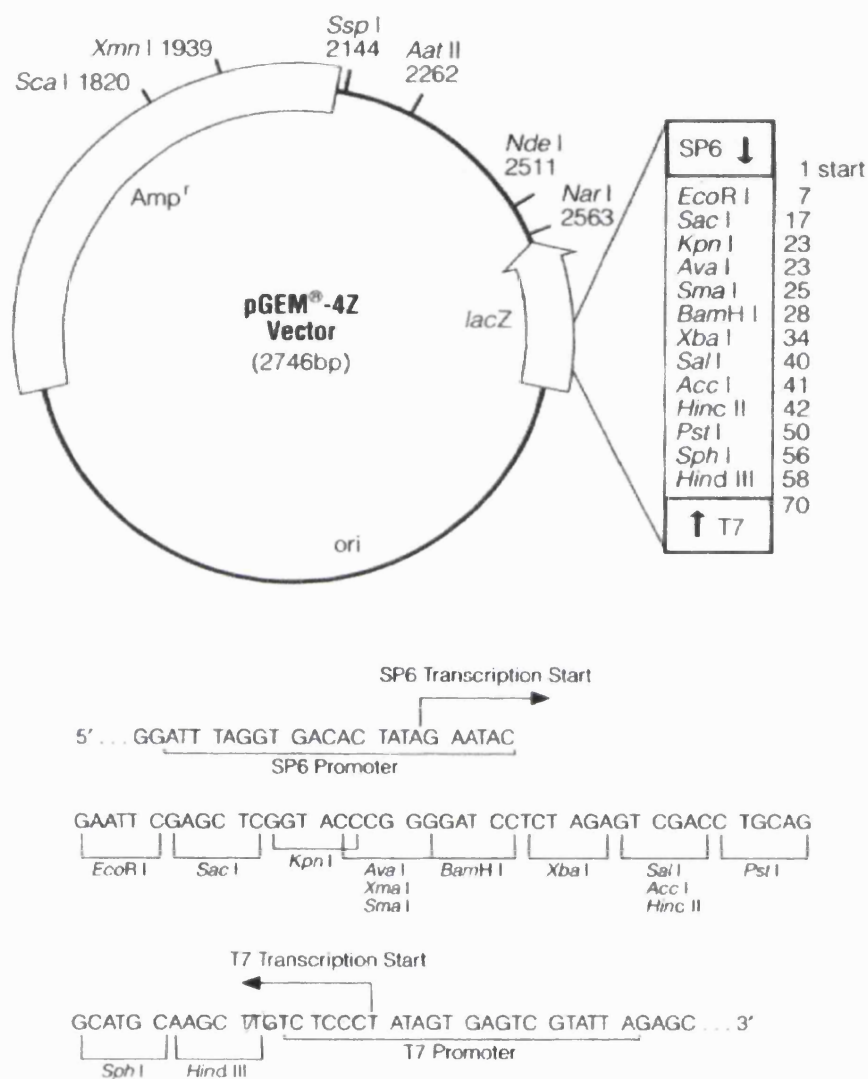 Xmn I 1939
Ssp I
2144
Aat II
2262
Sca I 1820
Nde I
2511
Nar I
2563
Amp^r
pGEM®-4Z
Vector
(2746bp)
lacZ
ori
SP6 ↓
1 start
EcoR I 7
Sac I 17
Kpn I 23
Ava I 23
Sma I 25
BamH I 28
Xba I 34
Sal I 40
Acc I 41
Hinc II 42
Pst I 50
Sph I 56
Hind III 58
70
↑ T7
SP6 Transcription Start
5′ ... GGATT TAGGT GACAC TATAG AATAC
SP6 Promoter
GAATT CGAGC TCGGT ACCCG GGGAT CCTCT AGAGT CGACC TGCAG
EcoR I Sac I Kpn I Ava I BamH I Xba I Sal I Pst I
Xma I Acc I
Sma I Hinc II
T7 Transcription Start
GCATG CAAGC TTGTC TCCCT ATAGT GAGTC GTATT AGAGC ... 3′
Sph I Hind III T7 Promoter